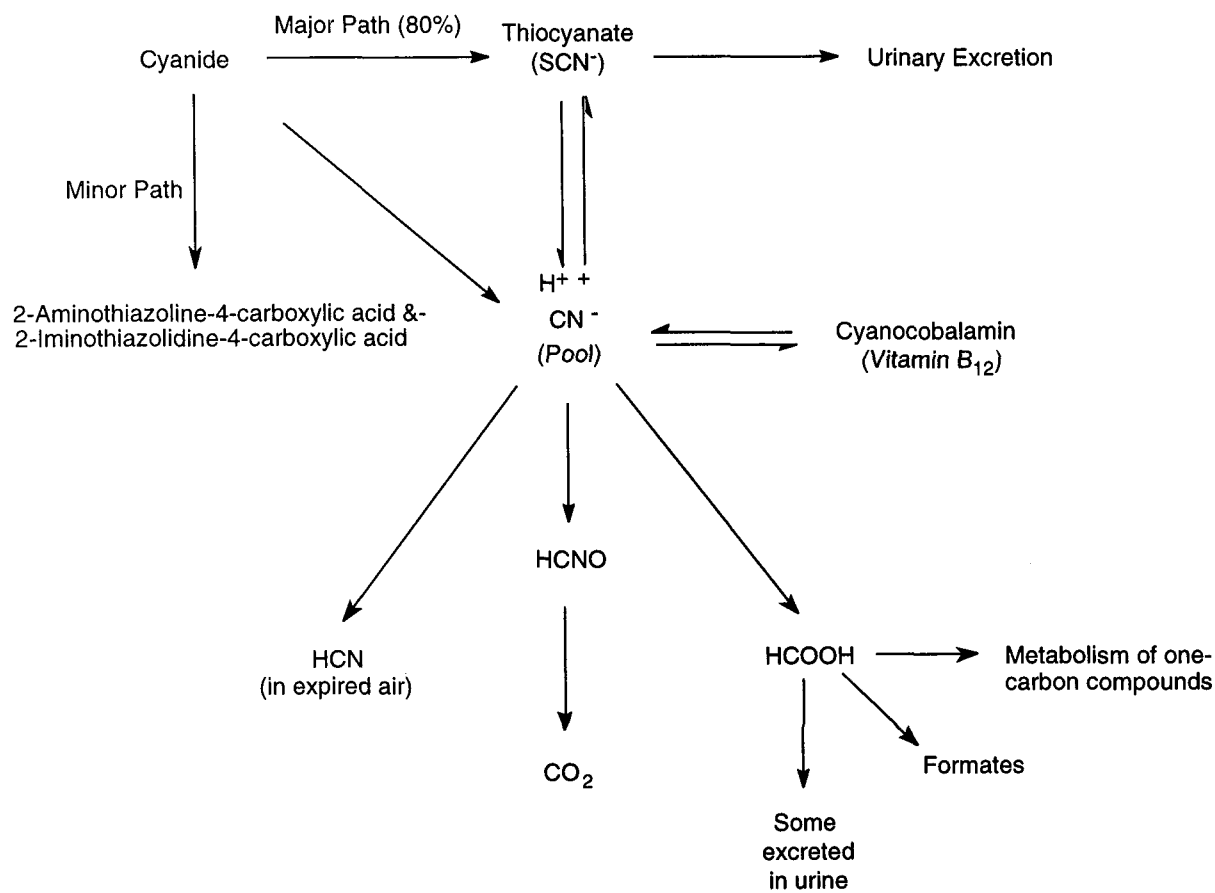 Major Path (80%)
Thiocyanate
(SCN⁻)
Cyanide
Urinary Excretion
Minor Path
H⁺ +
2-Aminothiazoline-4-carboxylic acid &-
2-Iminothiazolidine-4-carboxylic acid
CN⁻
(Pool)
Cyanocobalamin
(Vitamin B₁₂)
HCNO
HCN
(in expired air)
HCOOH
Metabolism of one-
carbon compounds
CO₂
Formates
Some
excreted
in urine